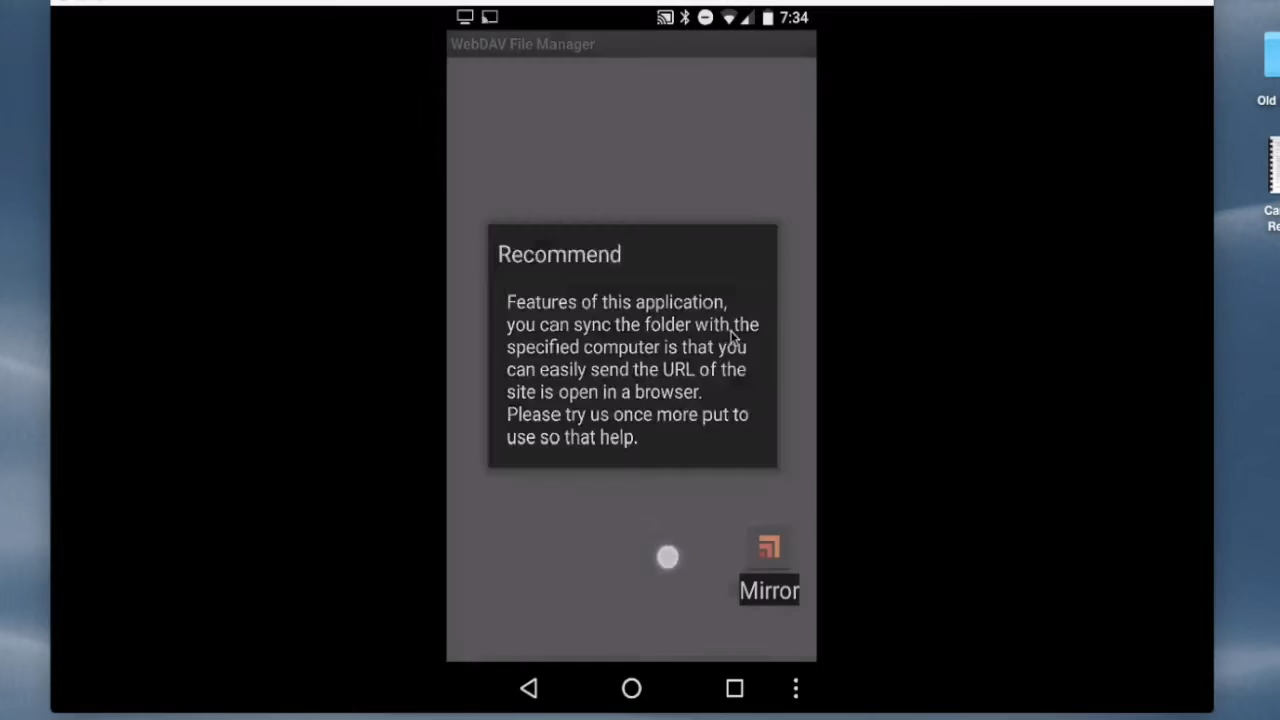 7:34
WebDAV File Manager
Old
Recommend
Features of this application,
you can sync the folder with the
specified computer is that you
can easily send the URL of the
site is open in a browser.
Please try us once more put to
use so that help.
Ca
Re
Mirror